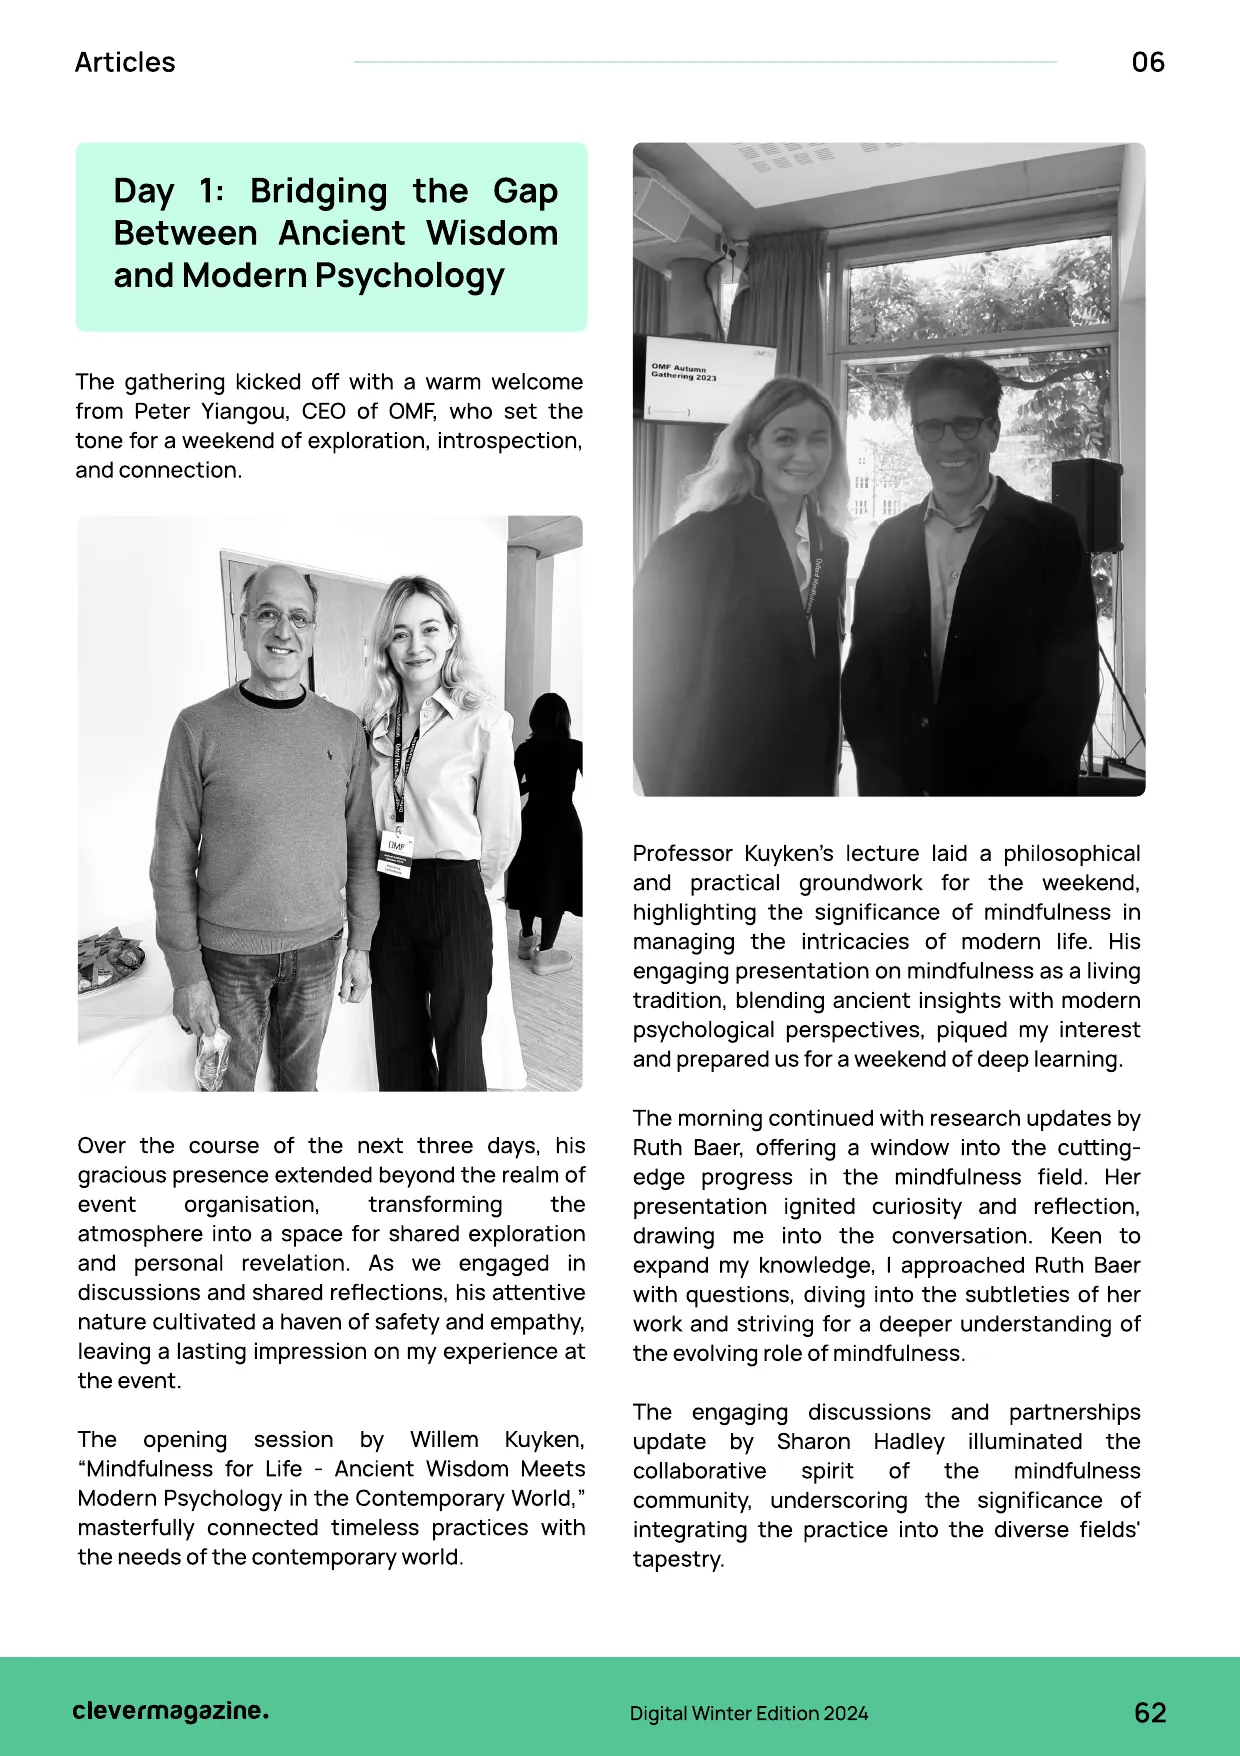 Articles
06
Day 1: Bridging the Gap
Between Ancient Wisdom
and Modern Psychology
The gathering kicked off with a warm welcome
from Peter Yiangou, CEO of OMF, who set the
tone for a weekend of exploration, introspection,
and connection.
OMF
Over the course of the next three days, his
gracious presence extended beyond the realm of
event organisation, transforming the
atmosphere into a space for shared exploration
and personal revelation. As we engaged in
discussions and shared reflections, his attentive
nature cultivated a haven of safety and empathy,
leaving a lasting impression on my experience at
the event.
The opening session by Willem Kuyken,
“Mindfulness for Life - Ancient Wisdom Meets
Modern Psychology in the Contemporary World,”
masterfully connected timeless practices with
the needs of the contemporary world.
OMF
OMF Autumn
Gathering 2023
Oxford Mindfulness
Professor Kuyken’s lecture laid a philosophical
and practical groundwork for the weekend,
highlighting the significance of mindfulness in
managing the intricacies of modern life. His
engaging presentation on mindfulness as a living
tradition, blending ancient insights with modern
psychological perspectives, piqued my interest
and prepared us for a weekend of deep learning.
The morning continued with research updates by
Ruth Baer, offering a window into the cutting-
edge progress in the mindfulness field. Her
presentation ignited curiosity and reflection,
drawing me into the conversation. Keen to
expand my knowledge, I approached Ruth Baer
with questions, diving into the subtleties of her
work and striving for a deeper understanding of
the evolving role of mindfulness.
The engaging discussions and partnerships
update by Sharon Hadley illuminated the
collaborative spirit of the mindfulness
community, underscoring the significance of
integrating the practice into the diverse fields'
tapestry.
clevermagazine.
Digital Winter Edition 2024
62